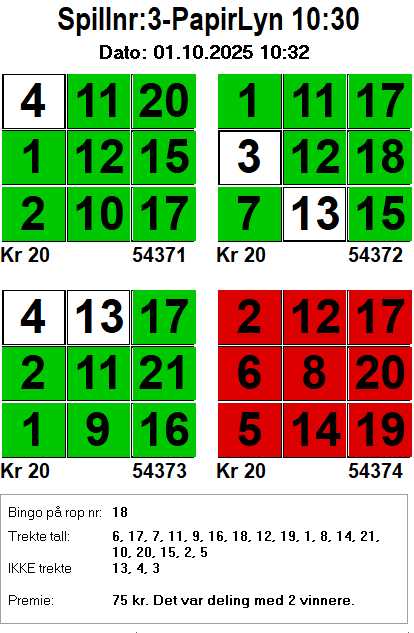 Spillnr:3-PapirLyn 10:30
Dato: 01.10.2025 10:32
4 11 20
1 12 15
2 10 17
Kr 20 54371
1 11 17
3 12 18
7 13 15
Kr 20 54372
4 13 17
2 11 21
1 9 16
Kr 20 54373
2 12 17
6 8 20
5 14 19
Kr 20 54374
Bingo på rop nr: 18
Trekte tall: 6, 17, 7, 11, 9, 16, 18, 12, 19, 1, 8, 14, 21,
10, 20, 15, 2, 5
IKKE trekte 13, 4, 3
Premie: 75 kr. Det var deling med 2 vinnere.